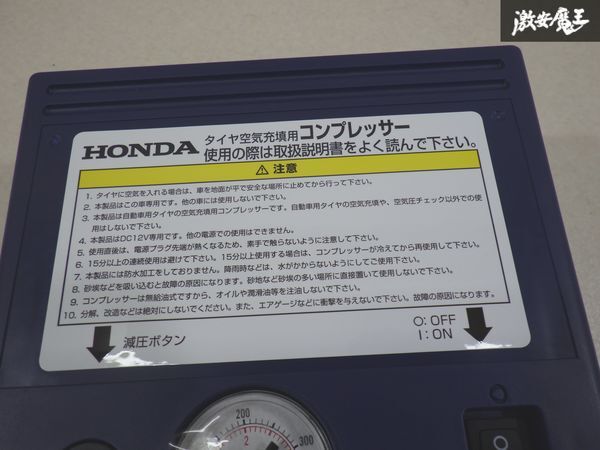 激安魔王
HONDA タイヤ空気充填用コンプレッサー
使用の際は取扱説明書をよく読んで下さい。
⚠ 注意
1. タイヤに空気を入れる場合は、車を地面が平で安全な場所に止めてから行って下さい。
2. 本製品はこの車専用です。他の車には使用しないで下さい。
3. 本製品は自動車用タイヤの空気充填用コンプレッサーです。自動車用タイヤの空気充填や、空気圧チェック以外での使
用はしないで下さい。
4. 本製品はDC12V専用です。他の電源での使用はできません。
5. 使用直後は、電源プラグ先端が熱くなるため、素手で触らないように注意して下さい。
6. 15分以上の連続使用は避けて下さい。15分以上使用する場合は、コンプレッサーが冷えてから再使用して下さい。
7. 本製品には防水加工をしておりません。降雨時などは、水がかからないようにしてご使用下さい。
8. 砂埃などを吸い込むと故障の原因になります。砂地など砂埃の多い場所に直接置いて使用しないで下さい。
9. コンプレッサーは無給油式ですから、オイルや潤滑油等を注油しないで下さい。
10. 分解、改造などは絶対にしないでください。また、エアゲージなどに衝撃を与えないで下さい。故障の原因になります。
減圧ボタン
○: OFF
I : ON
200
300
2